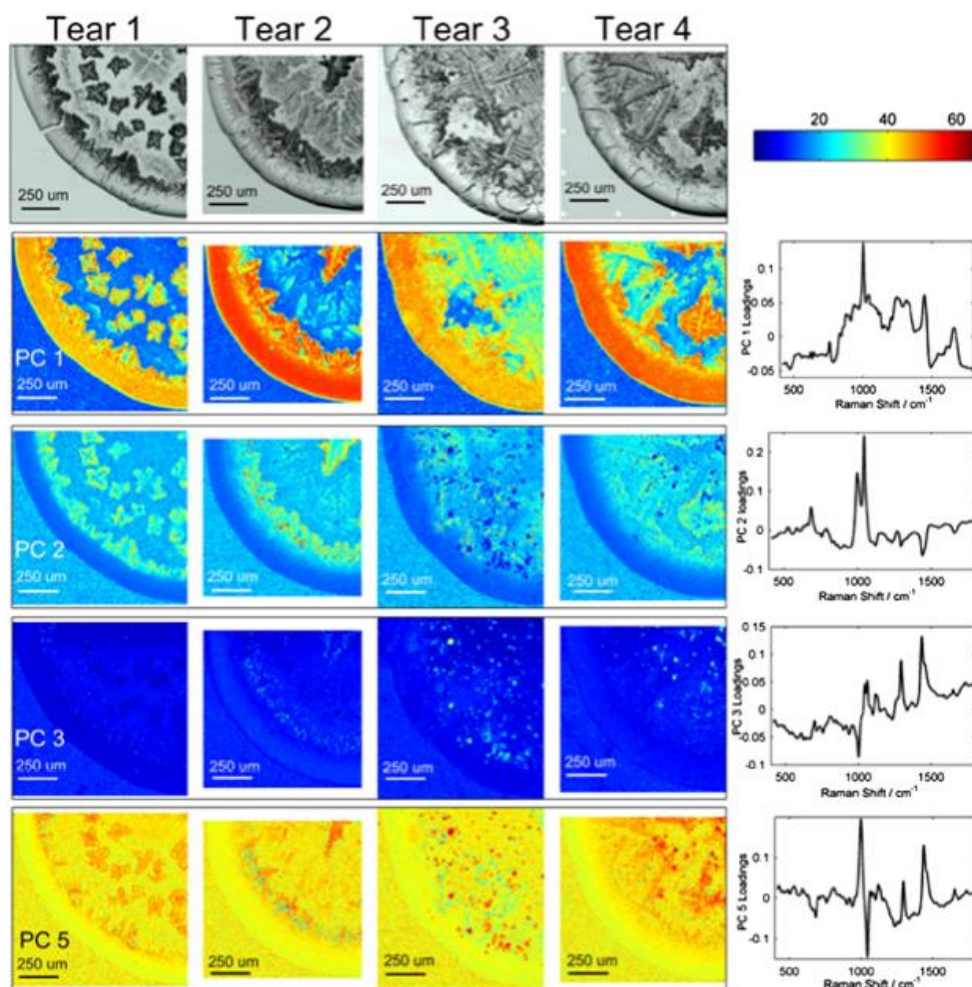 Tear 1 Tear 2 Tear 3 Tear 4
250 um 250 um 250 um 250 um
20 40 60
PC 1
250 um 250 um 250 um 250 um
PC 1 Loadings
0.1
0.05
0
-0.05
500 1000 1500
Raman Shift / cm-1
PC 2
250 um 250 um 250 um 250 um
PC 2 loadings
0.2
0.1
0
-0.1
500 1000 1500
Raman Shift / cm-1
PC 3
250 um 250 um 250 um 250 um
PC 3 Loadings
0.15
0.1
0.05
0
-0.05
-0.1
500 1000 1500
Raman Shift / cm-1
PC 5
250 um 250 um 250 um 250 um
PC 5 Loadings
0.1
0
-0.1
500 1000 1500
Raman Shift / cm-1